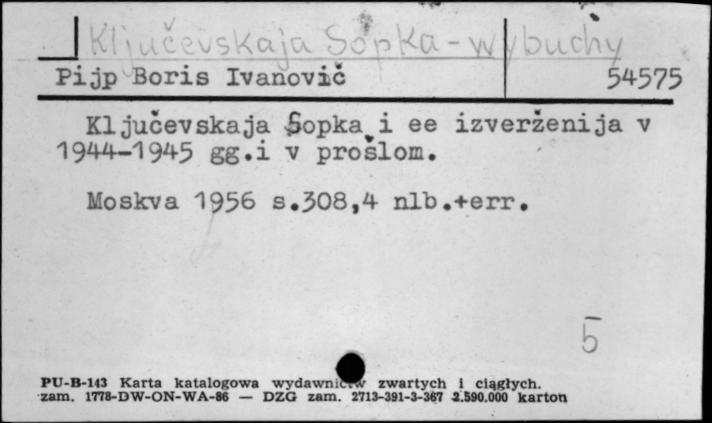 Ključevskaja Sopka - wybuchy
Pijp Boris Ivanovič 54575
Ključevskaja Sopka i ee izverženija v
1944-1945 gg.i v prošlom.
Moskva 1956 s.308,4 nlb.+err.
5
PU-B-143 Karta katalogowa wydawnictw zwartych i ciągłych.
zam. 1778-DW-ON-WA-86 — DZG zam. 2713-391-3-367 2.590.000 karton